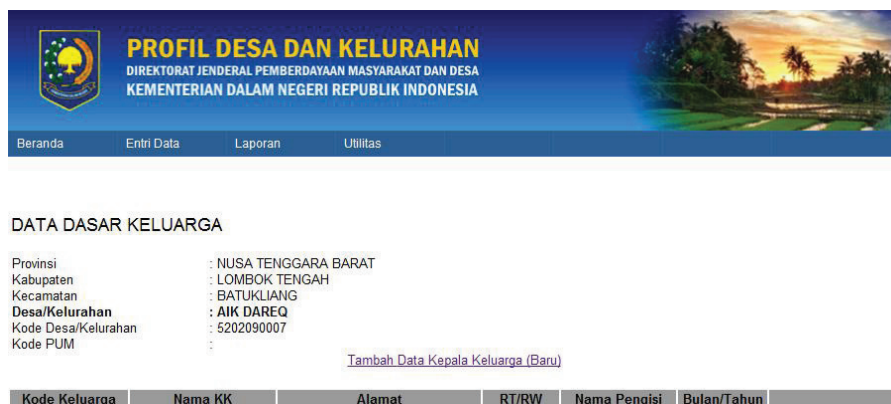 PROFIL DESA DAN KELURAHAN
DIREKTORAT JENDERAL PEMBERDAYAAN MASYARAKAT DAN DESA
KEMENTERIAN DALAM NEGERI REPUBLIK INDONESIA
Beranda Entri Data Laporan Utilitas
DATA DASAR KELUARGA
Provinsi : NUSA TENGGARA BARAT
Kabupaten : LOMBOK TENGAH
Kecamatan : BATUKLIANG
Desa/Kelurahan : AIK DAREQ
Kode Desa/Kelurahan : 5202090007
Kode PUM :
Tambah Data Kepala Keluarga (Baru)
Kode Keluarga Nama KK Alamat RT/RW Nama Pengisi Bulan/Tahun